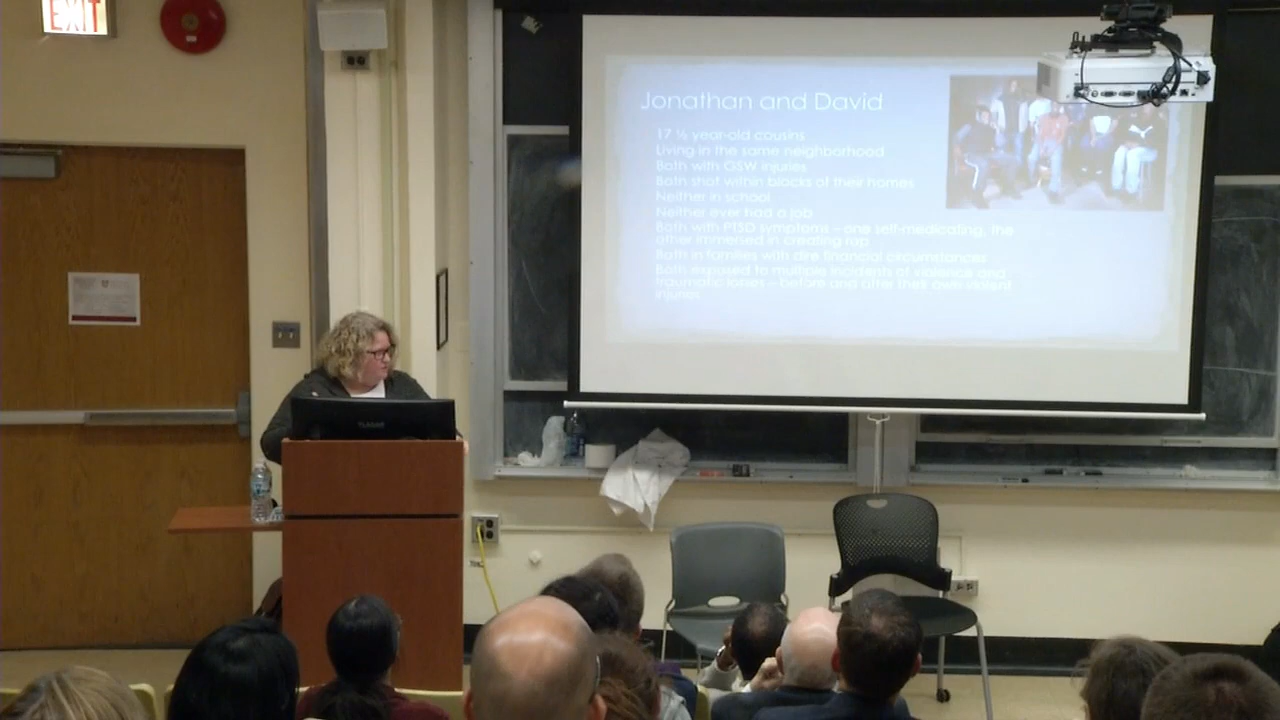 EXIT
Jonathan and David
17 ½ year-old cousins
Living in the same neighborhood
Both with GSW injuries
Both shot within blocks of their homes
Neither in school
Neither ever had a job
Both with PTSD symptoms – one self-medicating, the
other immersed in creating rap
Both in families with dire financial circumstances
Both exposed to multiple incidents of violence and
traumatic losses – before and after their own violent
injuries